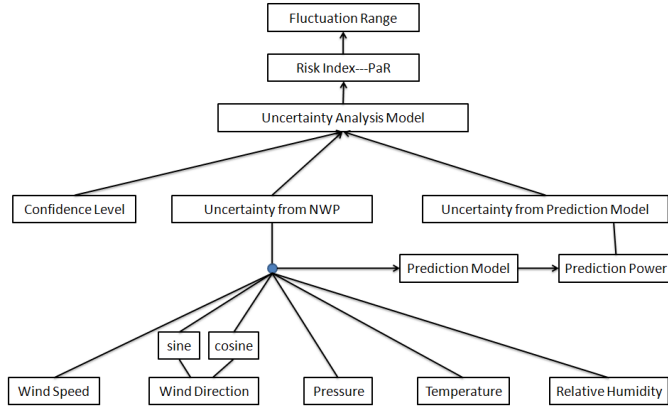 Fluctuation Range
Risk Index---PaR
Uncertainty Analysis Model
Confidence Level
Uncertainty from NWP
Uncertainty from Prediction Model
Prediction Model
Prediction Power
sine
cosine
Wind Speed
Wind Direction
Pressure
Temperature
Relative Humidity